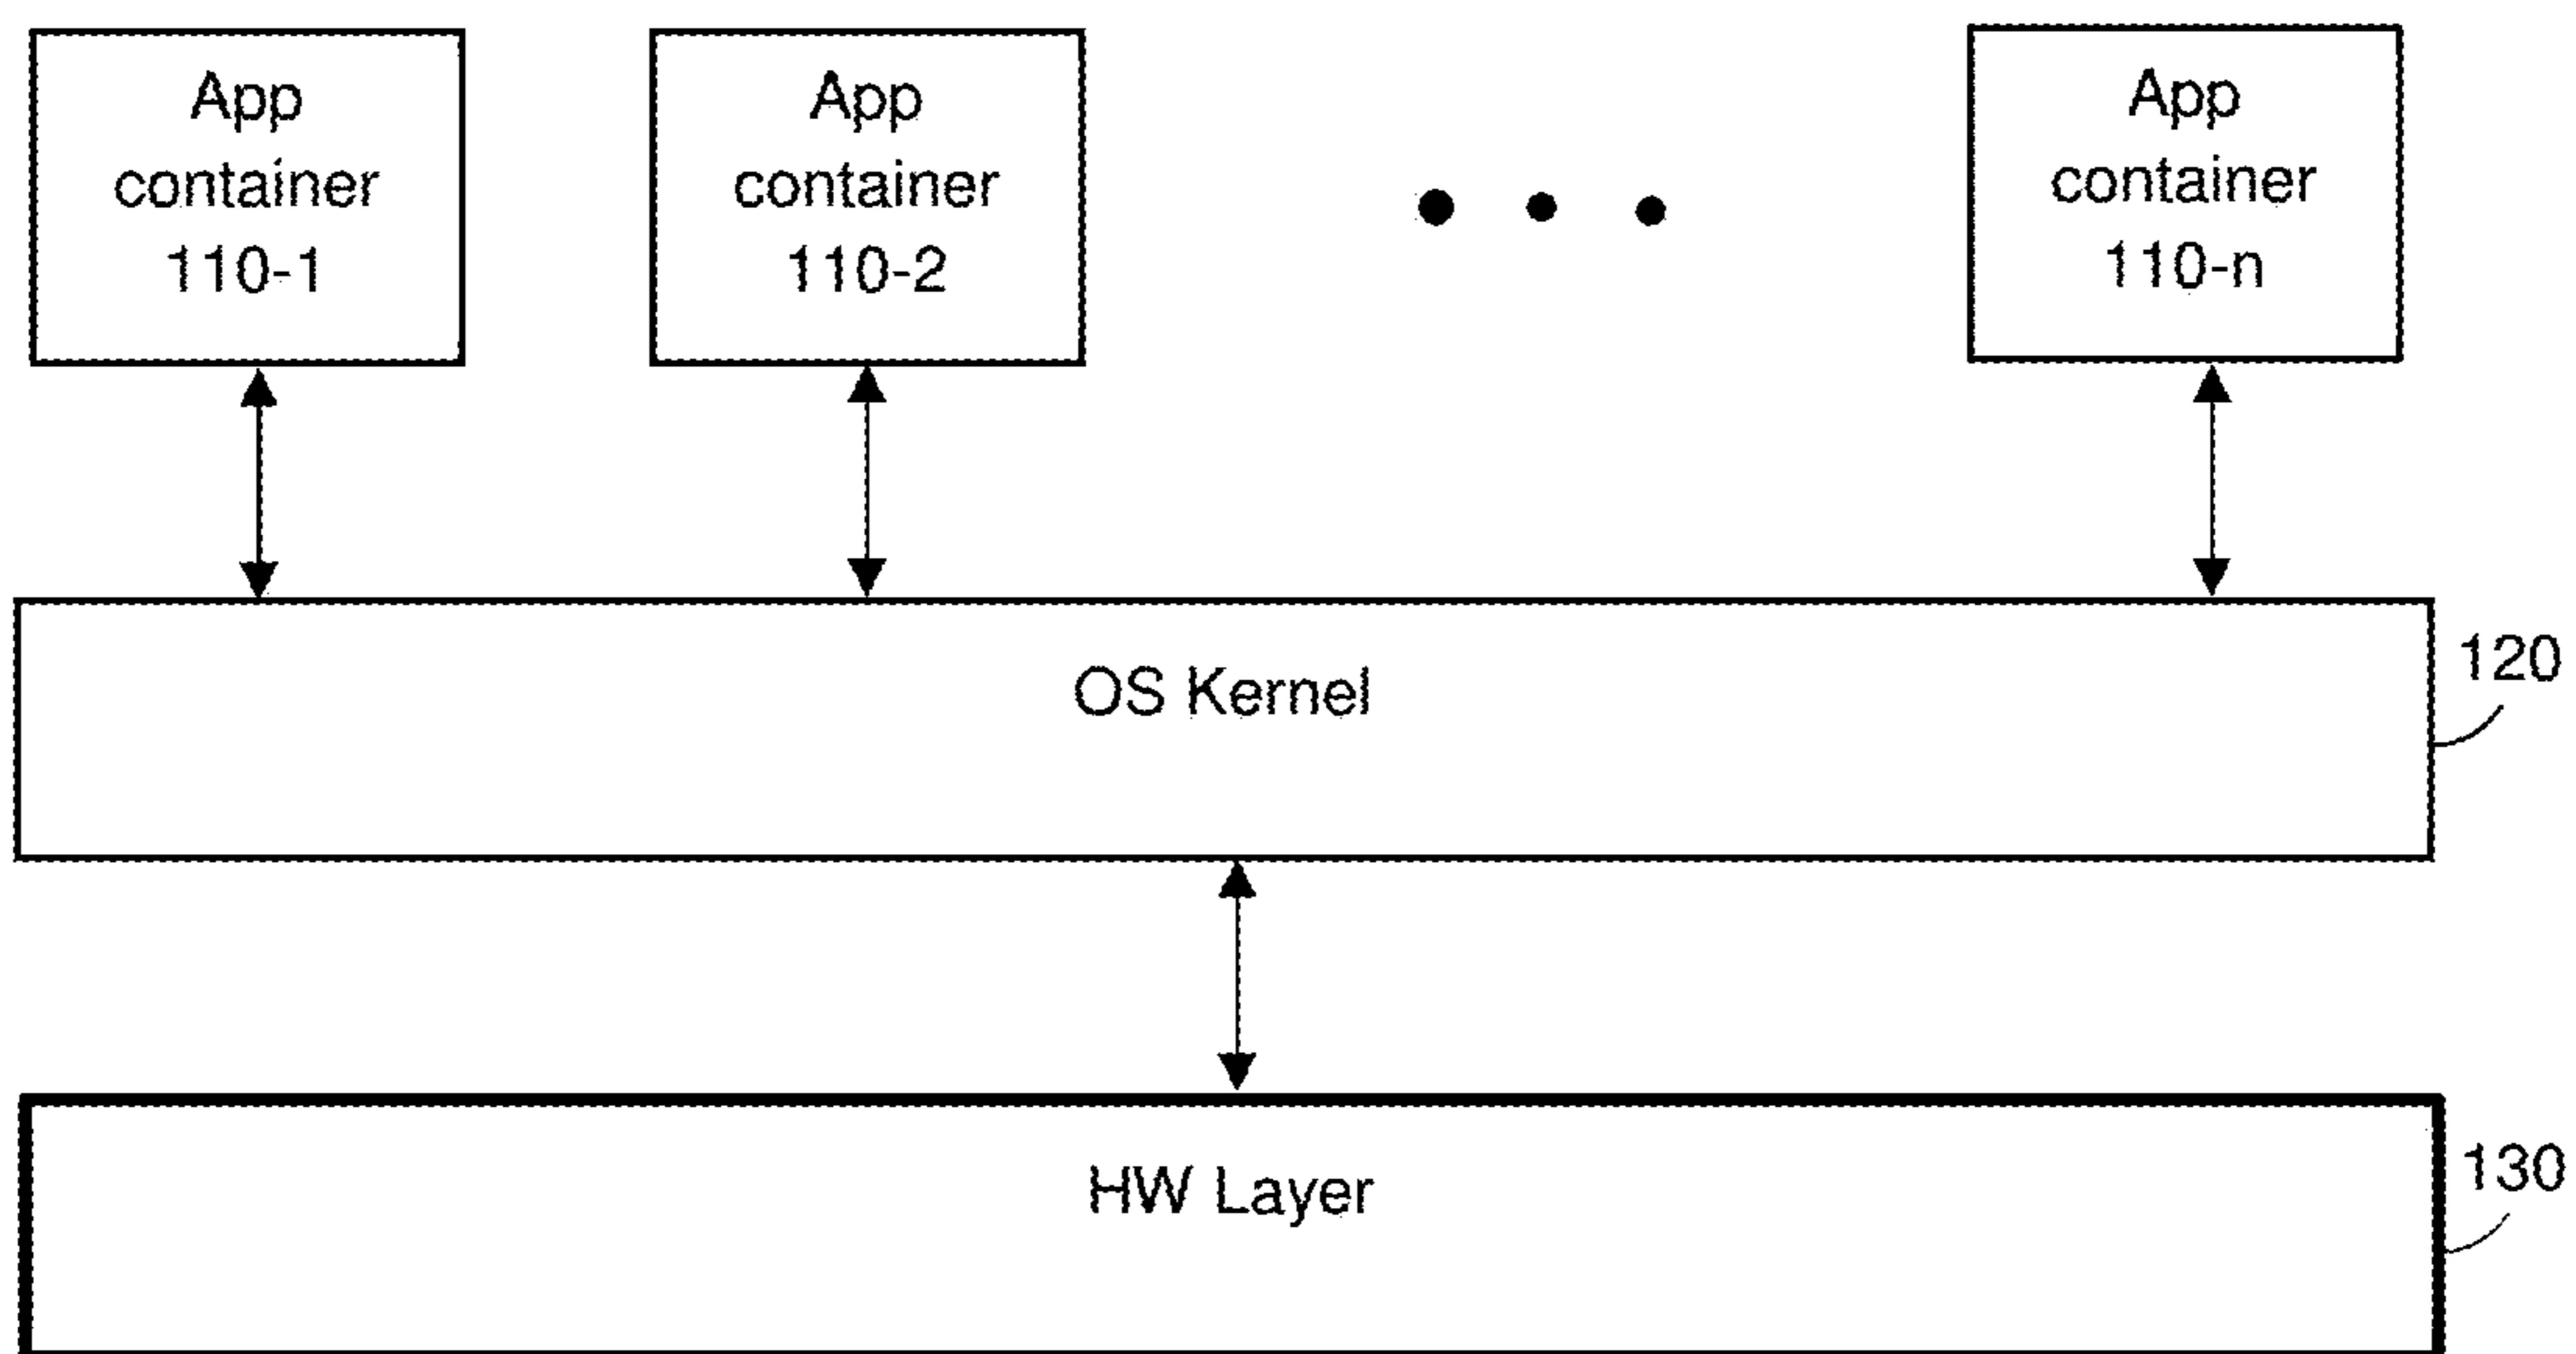 App
container
110-1
App
container
110-2
App
container
110-n
OS Kernel
120
HW Layer
130